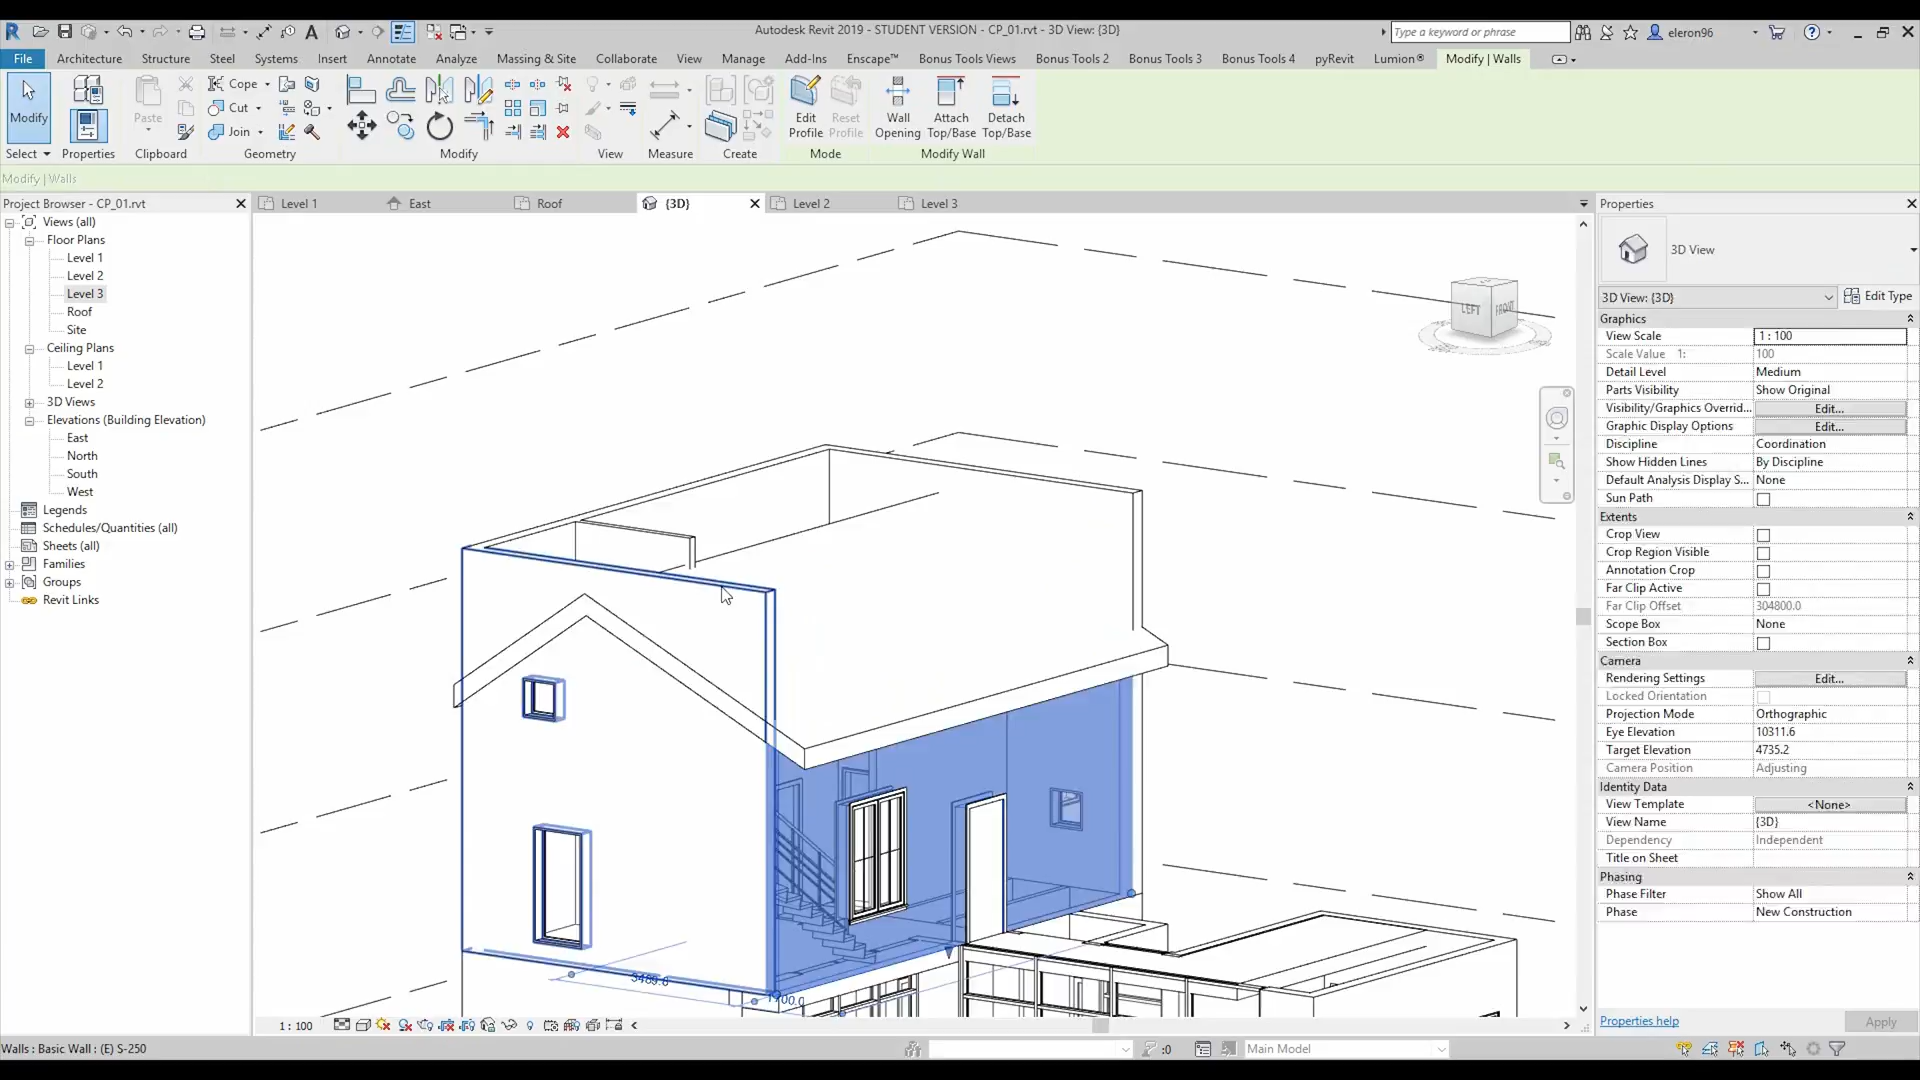 Autodesk Revit 2019 - STUDENT VERSION - CP_01.rvt - 3D View: {3D}
Type a keyword or phrase
eleron96
File Architecture Structure Steel Systems Insert Annotate Analyze Massing & Site Collaborate View Manage Add-Ins Enscape™ Bonus Tools Views Bonus Tools 2 Bonus Tools 3 Bonus Tools 4 pyRevit Lumion® Modify | Walls
Modify
Paste
Cope
Cut
Join
Edit Profile
Reset Profile
Wall Opening
Attach Top/Base
Detach Top/Base
Select Properties Clipboard Geometry Modify View Measure Create Mode Modify Wall
Modify | Walls
Project Browser - CP_01.rvt
Views (all)
Floor Plans
Level 1
Level 2
Level 3
Roof
Site
Ceiling Plans
Level 1
Level 2
3D Views
Elevations (Building Elevation)
East
North
South
West
Legends
Schedules/Quantities (all)
Sheets (all)
Families
Groups
Revit Links
Level 1 East Roof {3D} Level 2 Level 3
LEFT FRONT
3489.0
1700.0
Properties
3D View
3D View: {3D} Edit Type
Graphics
View Scale 1 : 100
Scale Value 1: 100
Detail Level Medium
Parts Visibility Show Original
Visibility/Graphics Overrid... Edit...
Graphic Display Options Edit...
Discipline Coordination
Show Hidden Lines By Discipline
Default Analysis Display S... None
Sun Path
Extents
Crop View
Crop Region Visible
Annotation Crop
Far Clip Active
Far Clip Offset 304800.0
Scope Box None
Section Box
Camera
Rendering Settings Edit...
Locked Orientation
Projection Mode Orthographic
Eye Elevation 10311.6
Target Elevation 4735.2
Camera Position Adjusting
Identity Data
View Template <None>
View Name {3D}
Dependency Independent
Title on Sheet
Phasing
Phase Filter Show All
Phase New Construction
Properties help Apply
1 : 100
Walls : Basic Wall : (E) S-250
:0
Main Model